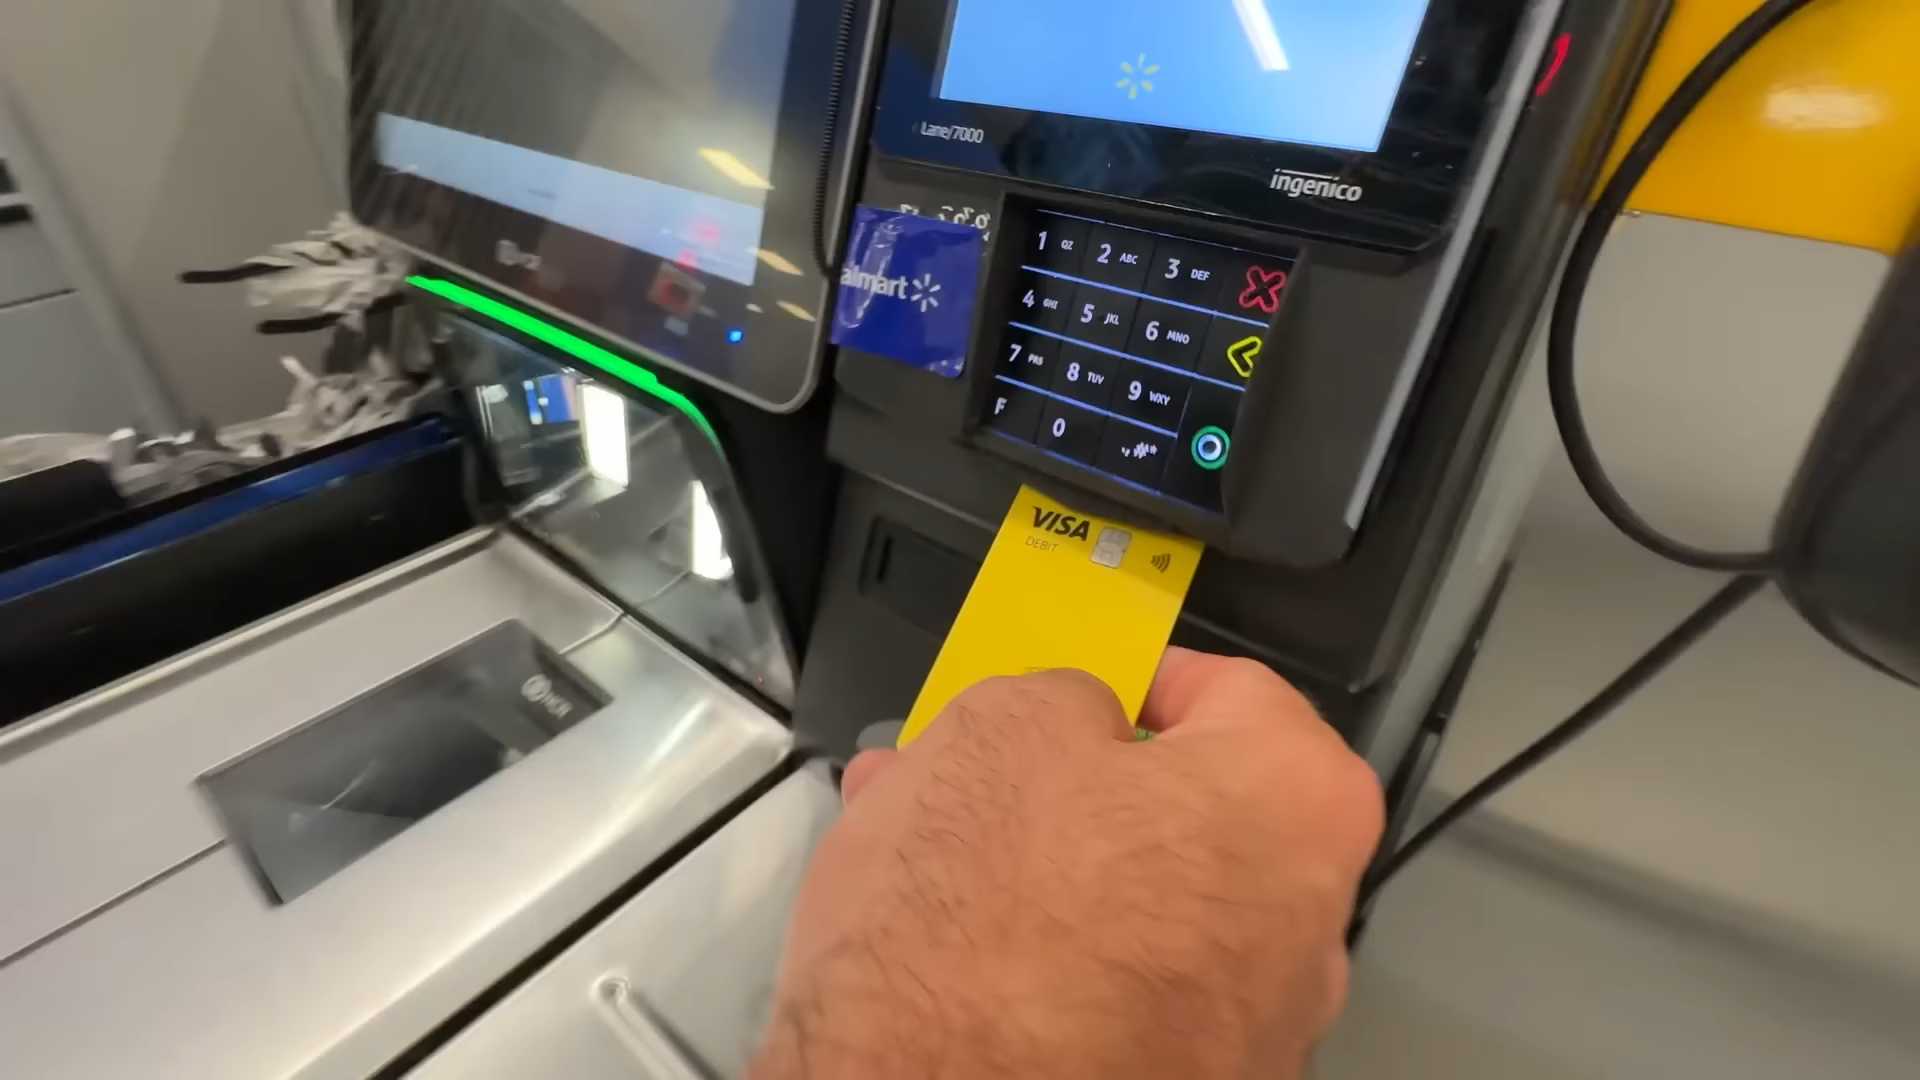 Lane/7000
ingenico
almart
1 QZ 2 ABC 3 DEF
4 GHI 5 JKL 6 MNO
7 PRS 8 TUV 9 WXY
F 0
VISA
DEBIT
NCR